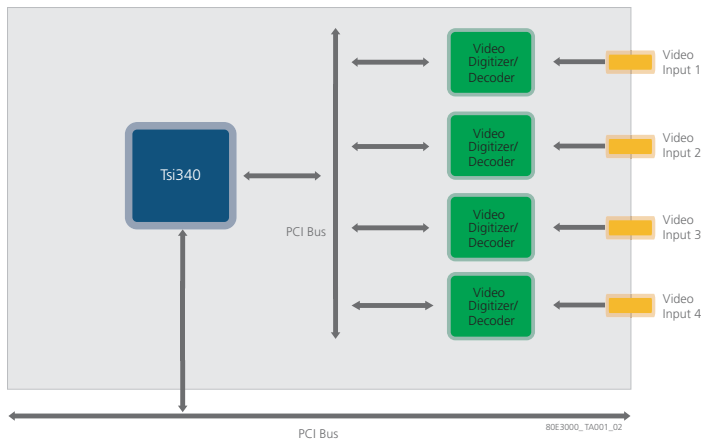 Video
Digitizer/
Decoder
Video
Input 1
Video
Digitizer/
Decoder
Video
Input 2
Tsi340
Video
Digitizer/
Decoder
Video
Input 3
PCI Bus
Video
Digitizer/
Decoder
Video
Input 4
80E3000_TA001_02
PCI Bus